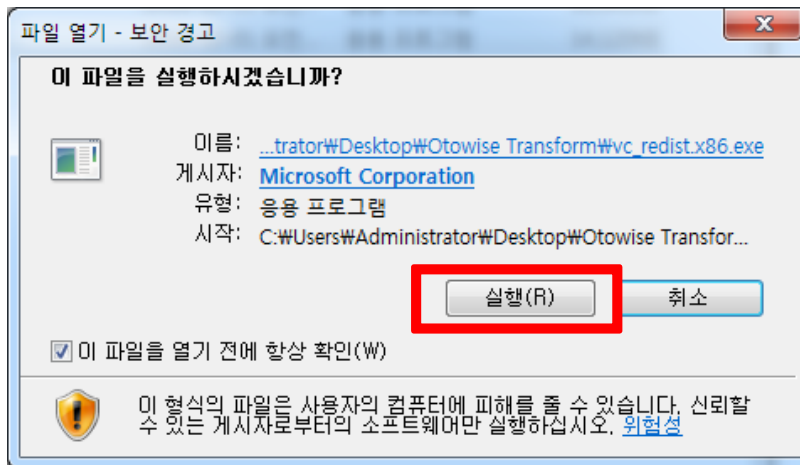 파일 열기 - 보안 경고
이 파일을 실행하시겠습니까?
이름: ...trator₩Desktop₩Otowise Transform₩vc_redist.x86.exe
게시자: Microsoft Corporation
유형: 응용 프로그램
시작: C:₩Users₩Administrator₩Desktop₩Otowise Transfor...
실행(R) 취소
이 파일을 열기 전에 항상 확인(W)
이 형식의 파일은 사용자의 컴퓨터에 피해를 줄 수 있습니다. 신뢰할
수 있는 게시자로부터의 소프트웨어만 실행하십시오. 위험성